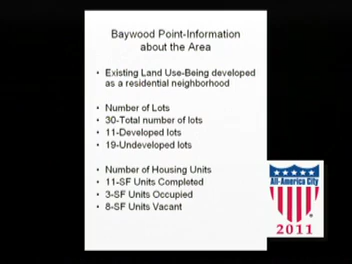 Baywood Point-Information
about the Area
• Existing Land Use-Being developed
as a residential neighborhood
• Number of Lots
• 30-Total number of lots
• 11-Developed lots
• 19-Undeveloped lots
• Number of Housing Units
• 11-SF Units Completed
• 3-SF Units Occupied
• 8-SF Units Vacant
All-America City
2011